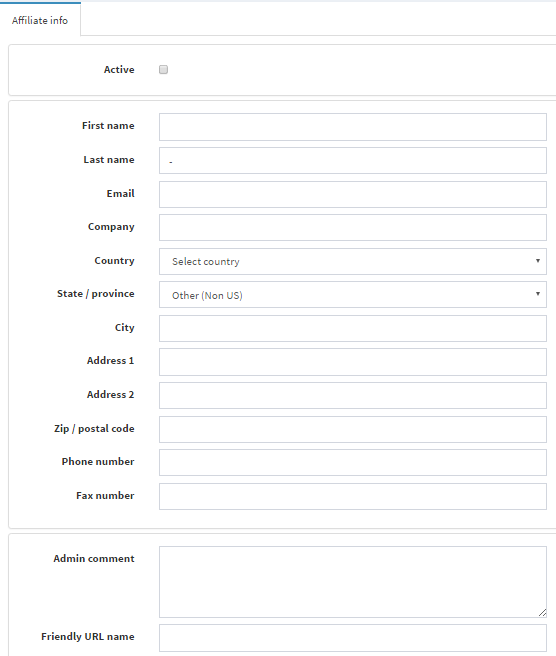 Affiliate info
Active
First name
Last name -
Email
Company
Country Select country
State / province Other (Non US)
City
Address 1
Address 2
Zip / postal code
Phone number
Fax number
Admin comment
Friendly URL name